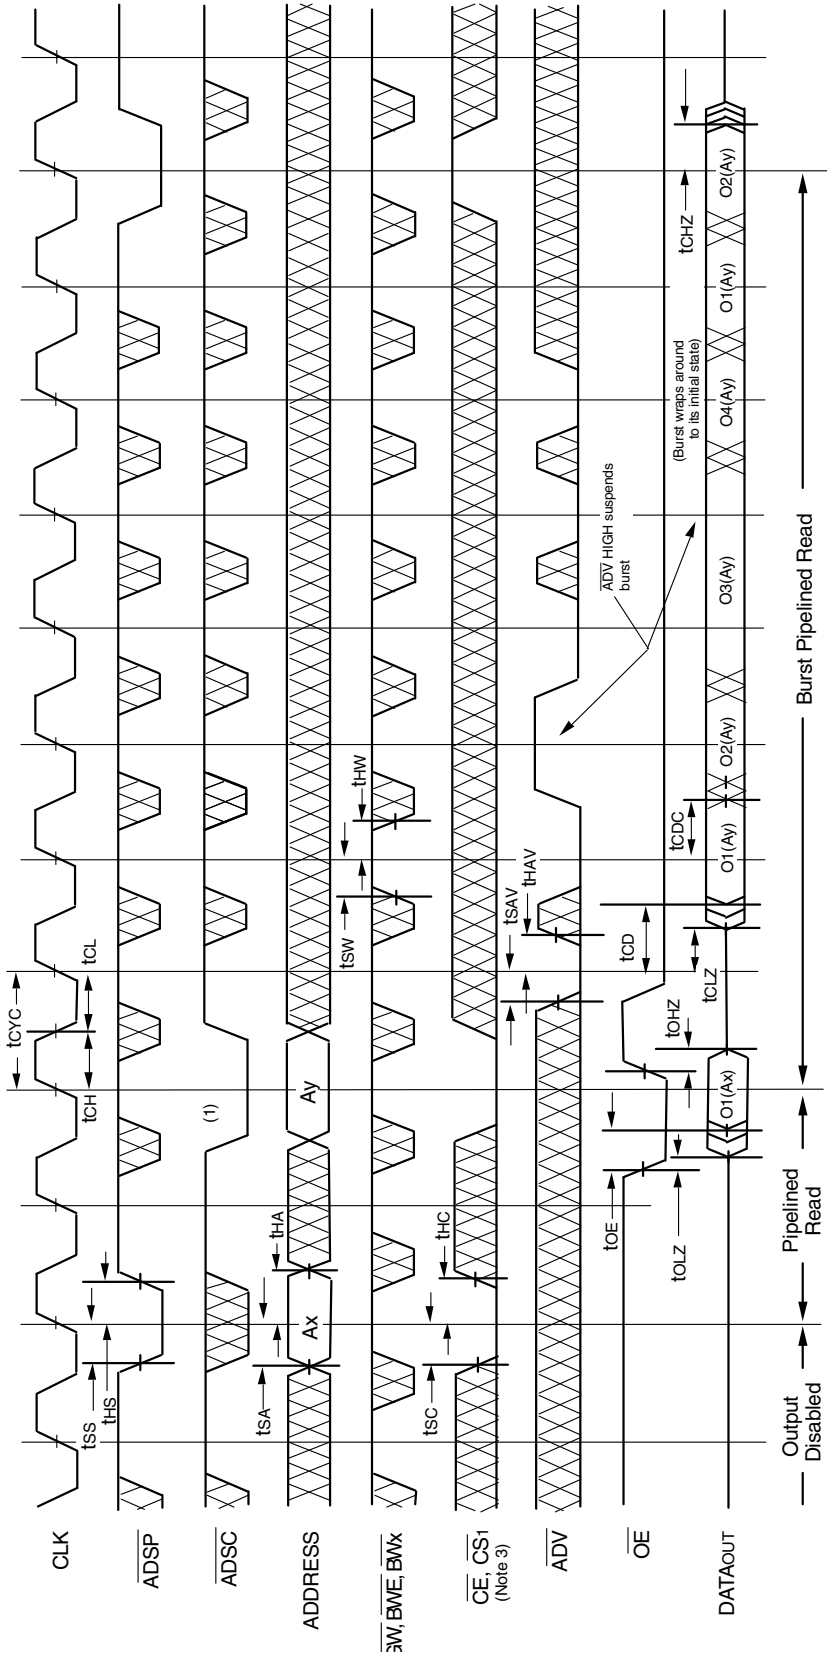 CLK
tCYC
tCH
tCL
ADSP
tSS
tHS
ADSC
(1)
ADDRESS
Ax
Ay
tSA
tHA
GW, BWE, BWx
tSW
tHW
CE, CS1
(Note 3)
tSC
tHC
ADV
tSAV
tHAV
ADV HIGH suspends
burst
OE
tOE
tOHZ
tCD
tOLZ
tCLZ
tCDC
tCHZ
(Burst wraps around
to its initial state)
DATAOUT
O1(Ax)
O1(Ay)
O2(Ay)
O3(Ay)
O4(Ay)
O1(Ay)
O2(Ay)
Output
Disabled
Pipelined
Read
Burst Pipelined Read